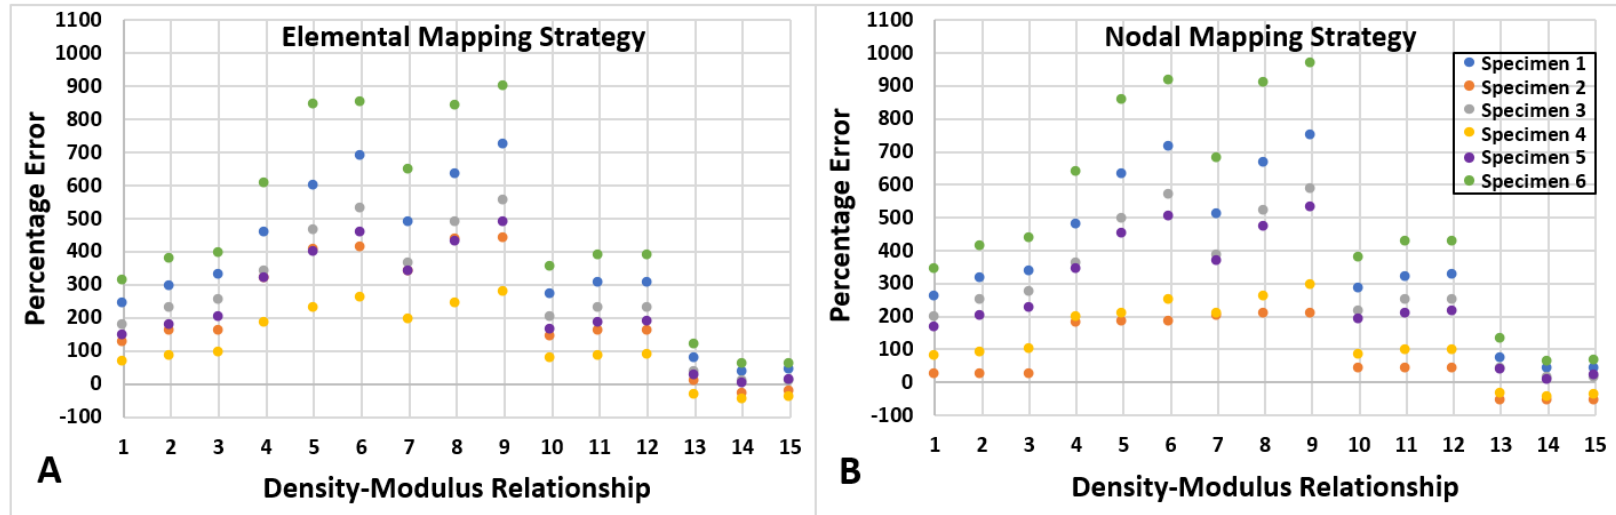 Elemental Mapping Strategy
Percentage Error
1100
1000
900
800
700
600
500
400
300
200
100
0
-100
1 2 3 4 5 6 7 8 9 10 11 12 13 14 15
Density-Modulus Relationship
A
Nodal Mapping Strategy
Percentage Error
1100
1000
900
800
700
600
500
400
300
200
100
0
-100
1 2 3 4 5 6 7 8 9 10 11 12 13 14 15
Density-Modulus Relationship
B
Specimen 1
Specimen 2
Specimen 3
Specimen 4
Specimen 5
Specimen 6